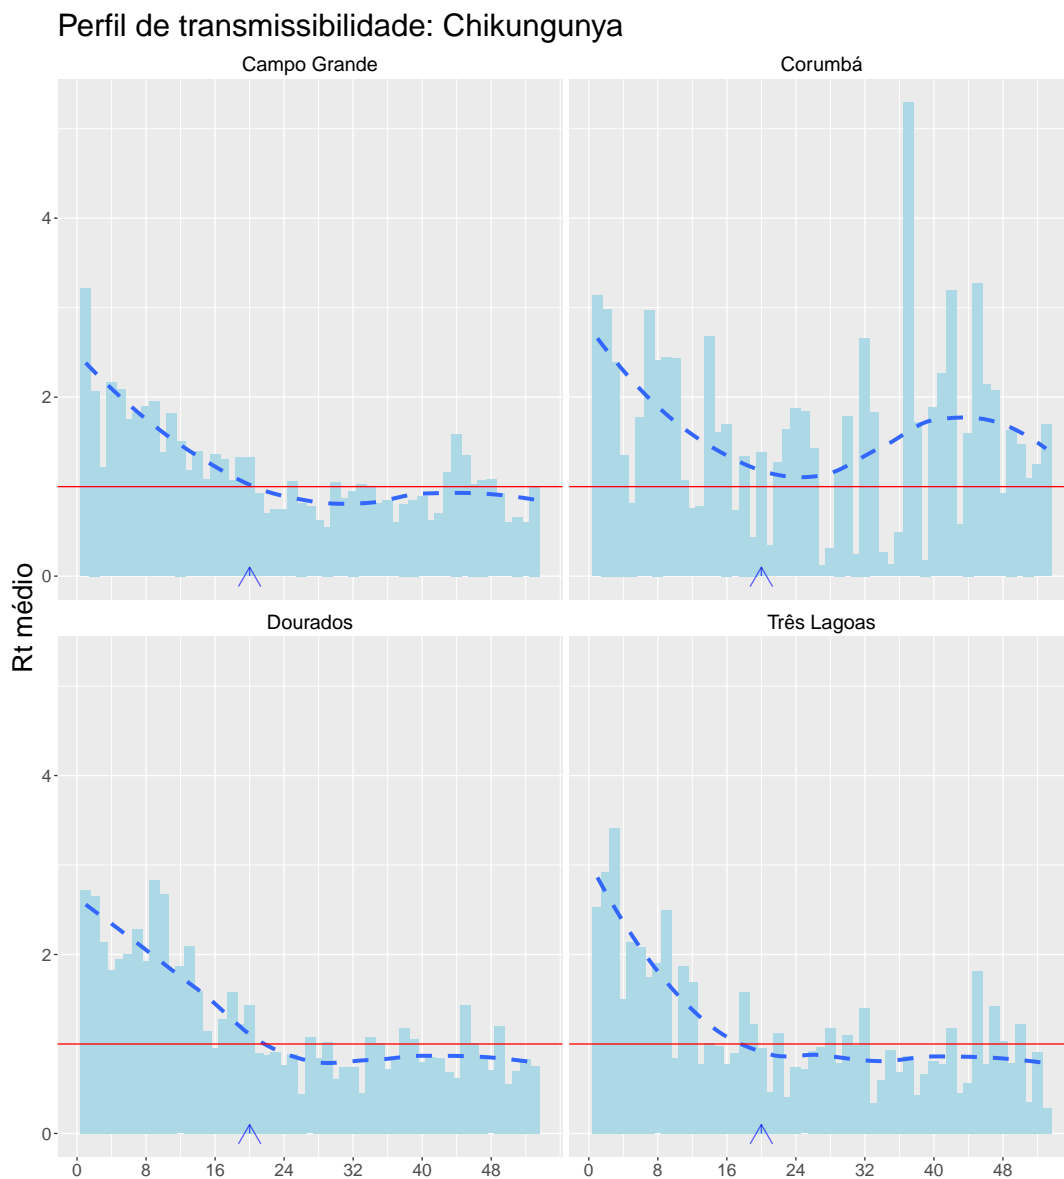 Perfil de transmissibilidade: Chikungunya
Campo Grande
Corumbá
4
2
0
Rt médio
Dourados
Três Lagoas
4
2
0
0 8 16 24 32 40 48
0 8 16 24 32 40 48